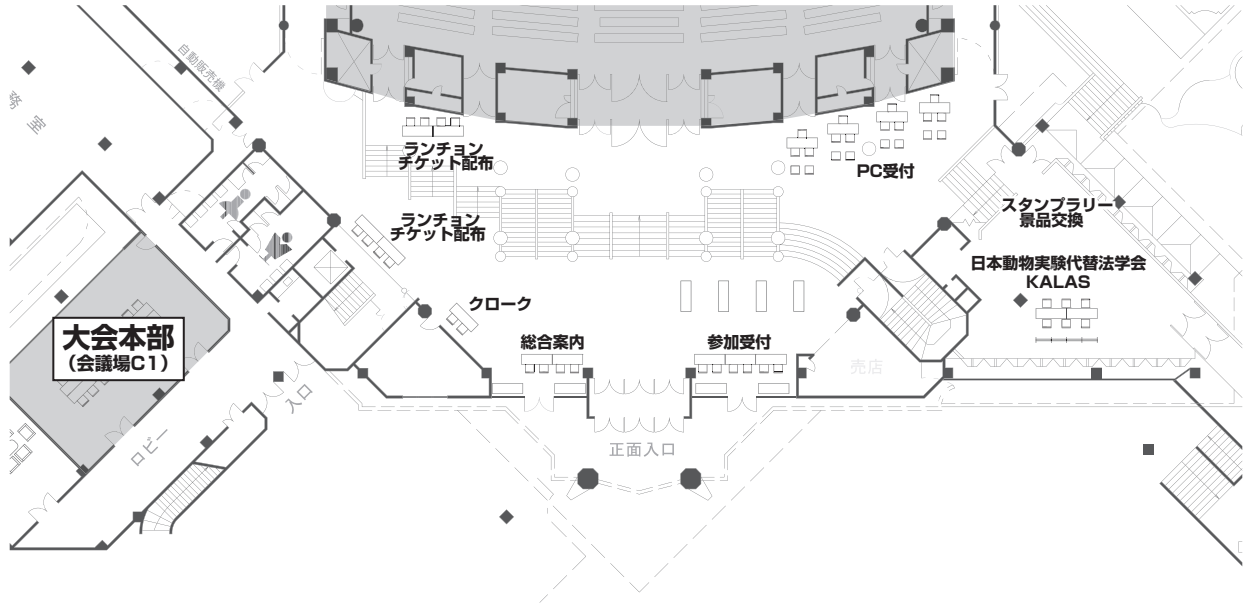 自動販売機
務室
ランチョン
チケット配布
PC受付
ランチョン
チケット配布
スタンプラリー
景品交換
日本動物実験代替法学会
KALAS
クローク
大会本部
(会議場C1)
総合案内
参加受付
売店
入口
ロビー
正面入口